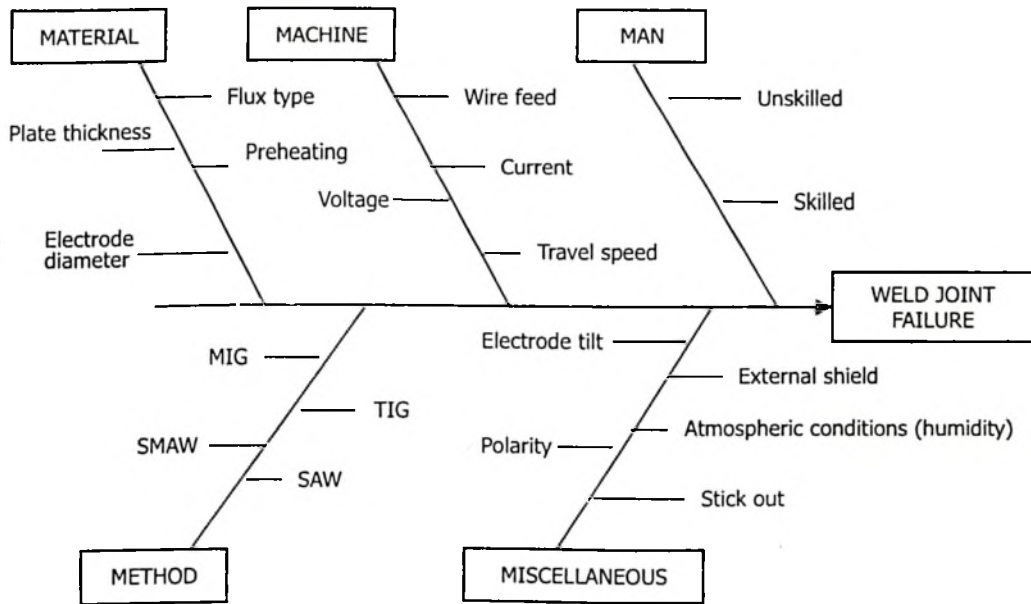 MATERIAL
MACHINE
MAN
Flux type
Plate thickness
Preheating
Electrode
diameter
Wire feed
Current
Voltage
Travel speed
Unskilled
Skilled
WELD JOINT
FAILURE
MIG
TIG
SMAW
SAW
METHOD
Electrode tilt
External shield
Atmospheric conditions (humidity)
Polarity
Stick out
MISCELLANEOUS